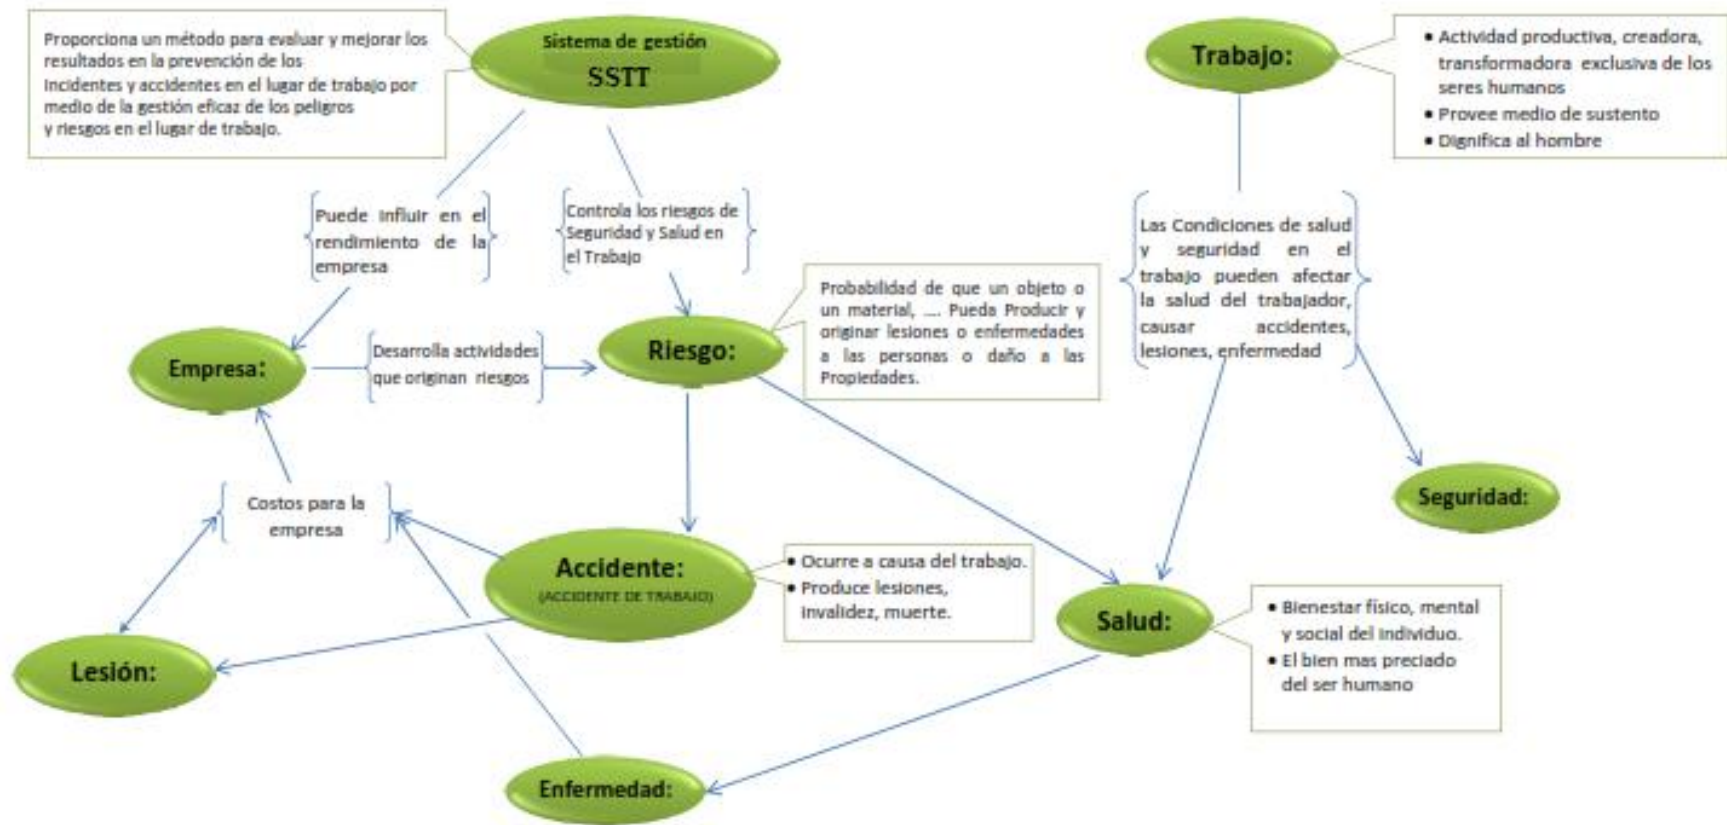 Proporciona un método para evaluar y mejorar los
resultados en la prevención de los
incidentes y accidentes en el lugar de trabajo por
medio de la gestión eficaz de los peligros
y riesgos en el lugar de trabajo.
Sistema de gestión
SSTT
Trabajo:
• Actividad productiva, creadora,
transformadora exclusiva de los
seres humanos
• Provee medio de sustento
• Dignifica al hombre
Puede influir en el
rendimiento de la
empresa
Controla los riesgos de
Seguridad y Salud en
el Trabajo
Las Condiciones de salud
y seguridad en el
trabajo pueden afectar
la salud del trabajador,
causar accidentes,
lesiones, enfermedad
Empresa:
Desarrolla actividades
que originan riesgos
Riesgo:
Probabilidad de que un objeto o
un material, .... Pueda Producir y
originar lesiones o enfermedades
a las personas o daño a las
Propiedades.
Seguridad:
Costos para la
empresa
Accidente:
(ACCIDENTE DE TRABAJO)
• Ocurre a causa del trabajo.
• Produce lesiones,
invalidez, muerte.
Salud:
• Bienestar físico, mental
y social del individuo.
• El bien mas preciado
del ser humano
Lesión:
Enfermedad: